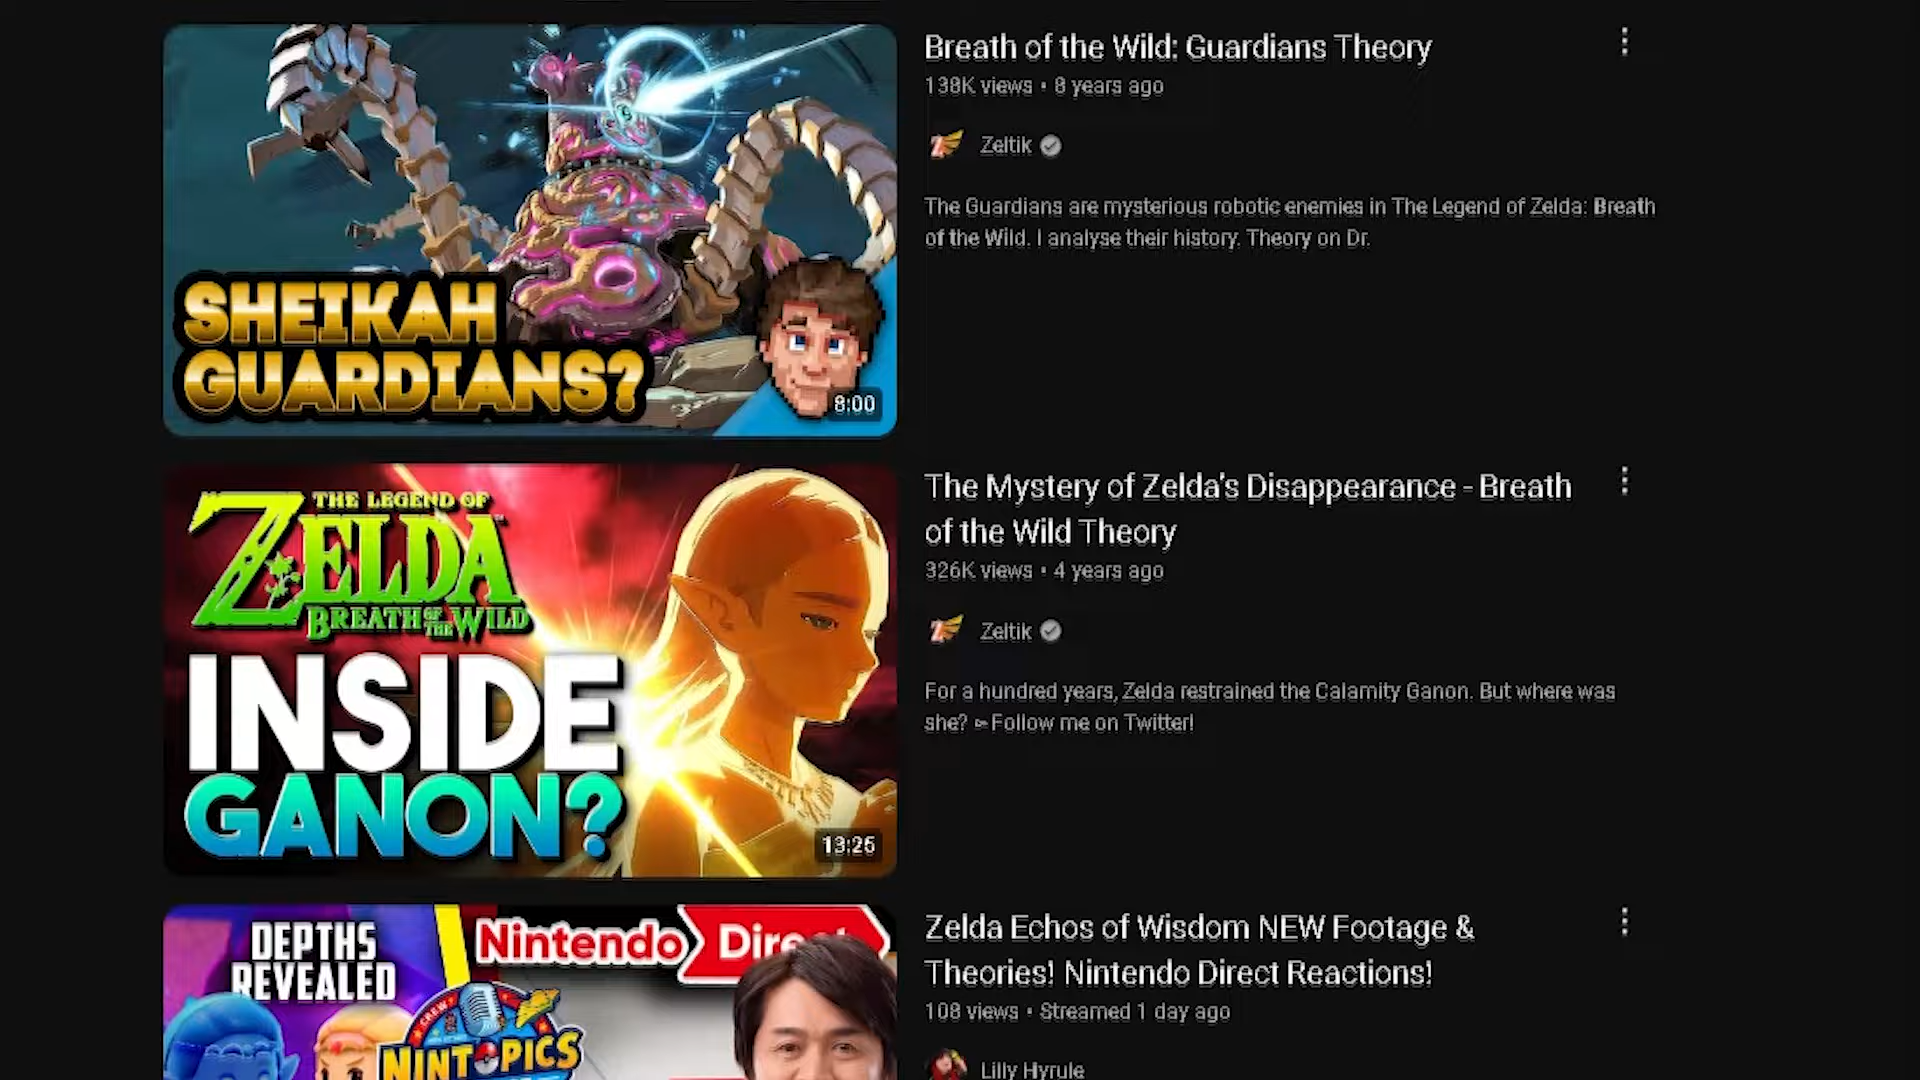 SHEIKAH
GUARDIANS?
8:00
Breath of the Wild: Guardians Theory
138K views • 8 years ago
Zeltik
The Guardians are mysterious robotic enemies in The Legend of Zelda: Breath
of the Wild. I analyse their history. Theory on Dr.
THE LEGEND OF
ZELDA
BREATH OF THE WILD
INSIDE
GANON?
13:25
The Mystery of Zelda's Disappearance - Breath
of the Wild Theory
326K views • 4 years ago
Zeltik
For a hundred years, Zelda restrained the Calamity Ganon. But where was
she? ➳ Follow me on Twitter!
DEPTHS
REVEALED
Nintendo
CREW
NINTOPICS
Zelda Echos of Wisdom NEW Footage &
Theories! Nintendo Direct Reactions!
108 views • Streamed 1 day ago
Lilly Hyrule